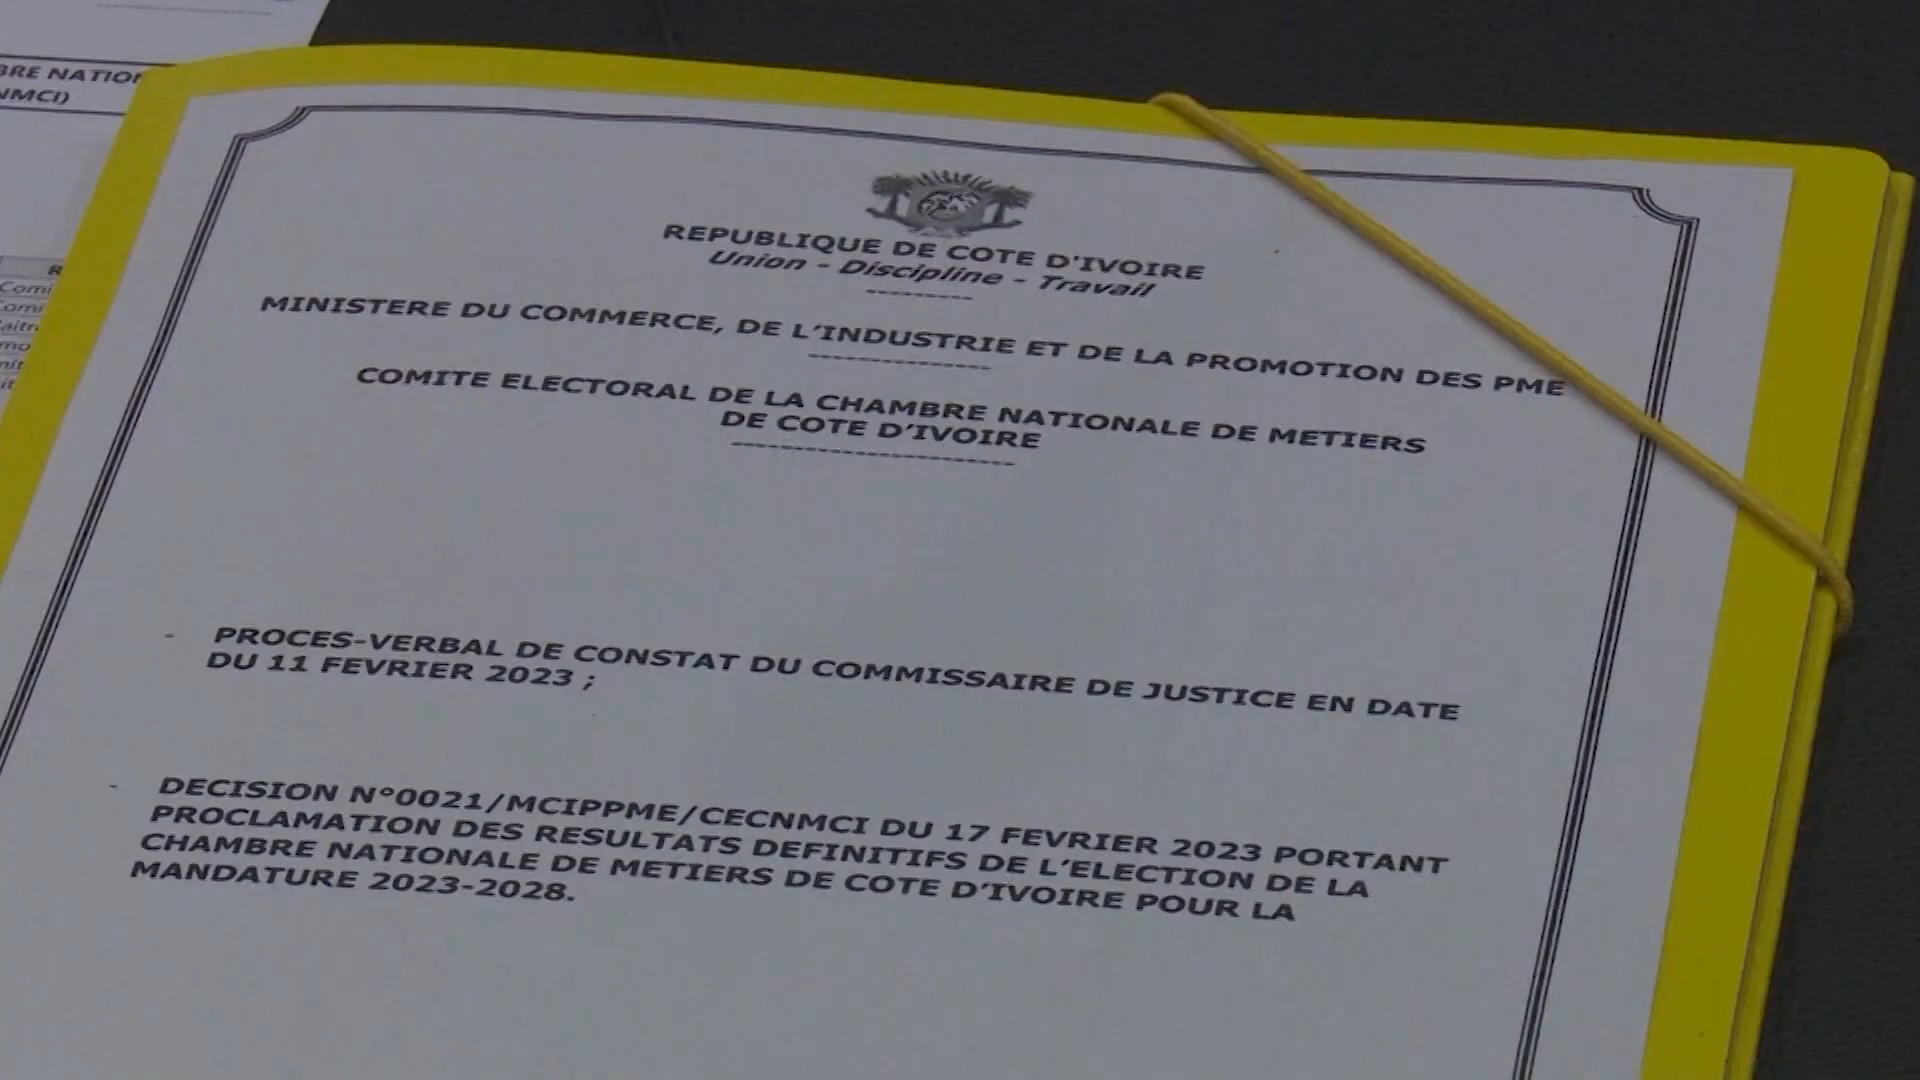 NMCI)
REPUBLIQUE DE COTE D'IVOIRE
Union - Discipline - Travail
MINISTERE DU COMMERCE, DE L'INDUSTRIE ET DE LA PROMOTION DES PME
COMITE ELECTORAL DE LA CHAMBRE NATIONALE DE METIERS
DE COTE D'IVOIRE
- PROCES-VERBAL DE CONSTAT DU COMMISSAIRE DE JUSTICE EN DATE
DU 11 FEVRIER 2023 ;
- DECISION N°0021/MCIPPME/CECNMCI DU 17 FEVRIER 2023 PORTANT
PROCLAMATION DES RESULTATS DEFINITIFS DE L'ELECTION DE LA
CHAMBRE NATIONALE DE METIERS DE COTE D'IVOIRE POUR LA
MANDATURE 2023-2028.